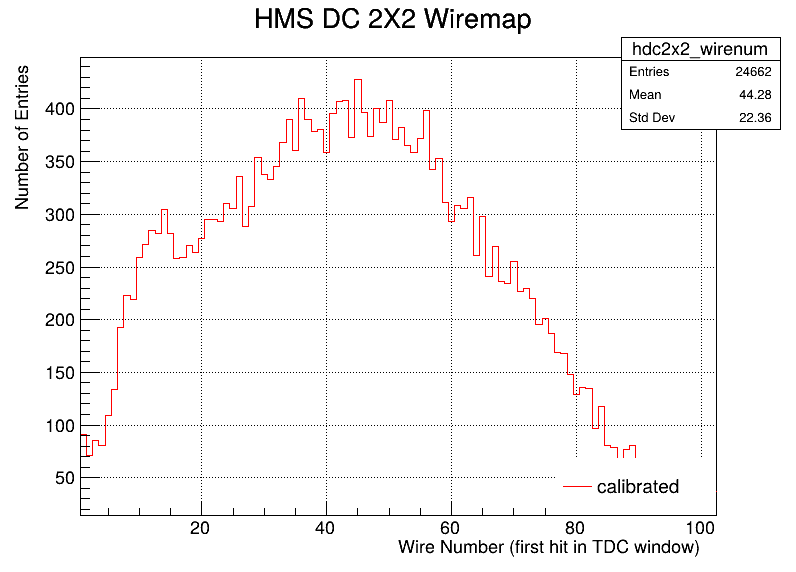 HMS DC 2X2 Wiremap
hdc2x2_wirenum
Entries 24662
Mean 44.28
Std Dev 22.36
Number of Entries
400
350
300
250
200
150
100
50
calibrated
20 40 60 80 100
Wire Number (first hit in TDC window)